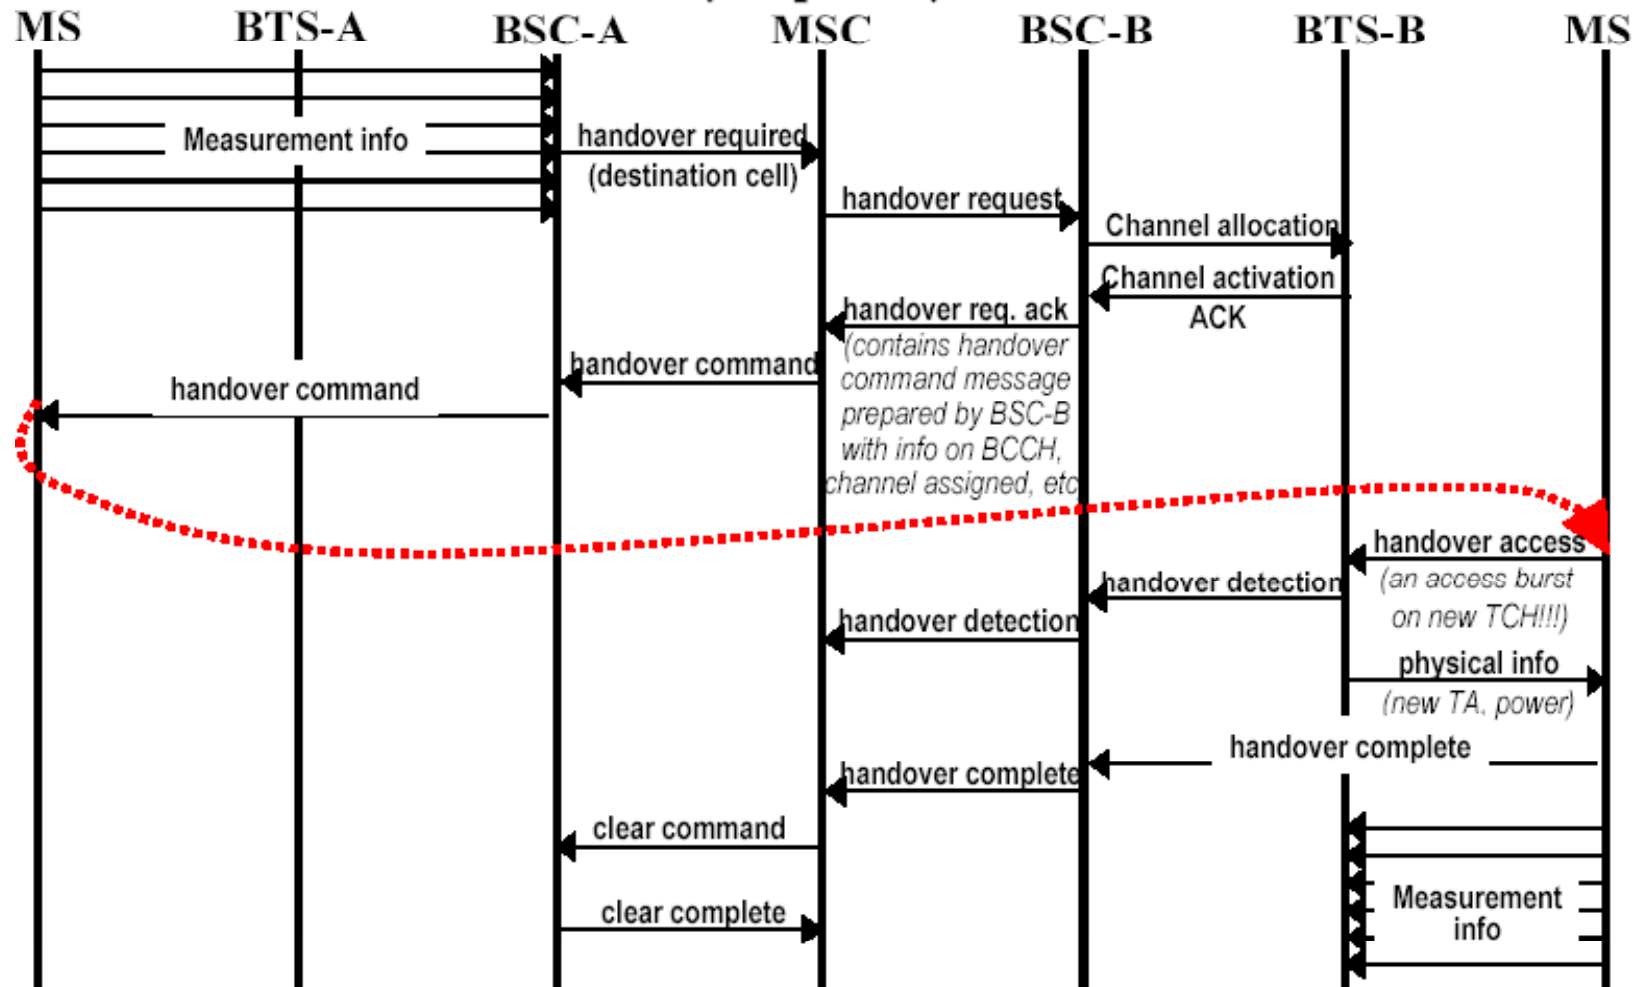 MS BTS-A BSC-A MSC BSC-B BTS-B MS
Measurement info
handover required
(destination cell)
handover request
Channel allocation
Channel activation
ACK
handover req. ack
(contains handover
command message
prepared by BSC-B
with info on BCCH,
channel assigned, etc
handover command
handover command
handover access
(an access burst
on new TCH!!!)
handover detection
handover detection
physical info
(new TA, power)
handover complete
handover complete
clear command
clear complete
Measurement
info